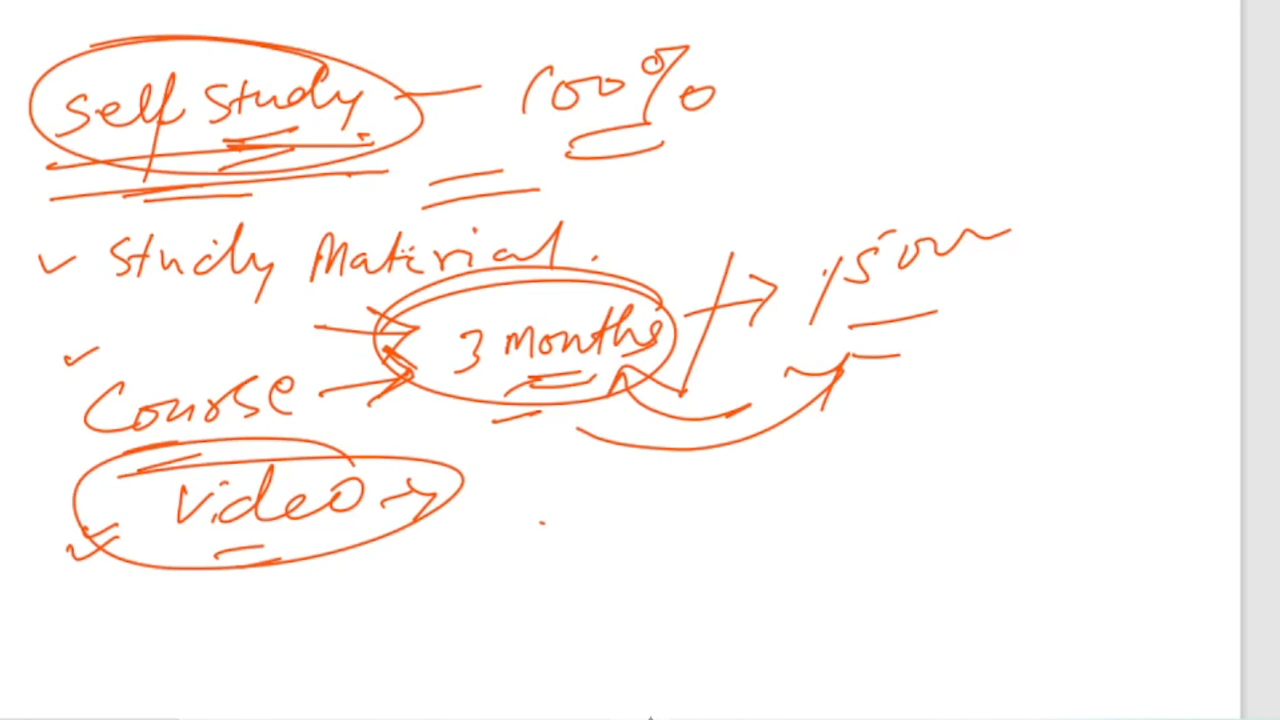 Self Study. — 100%
✓ Study Material.
✓ Course → 3 months →
✓ Video →